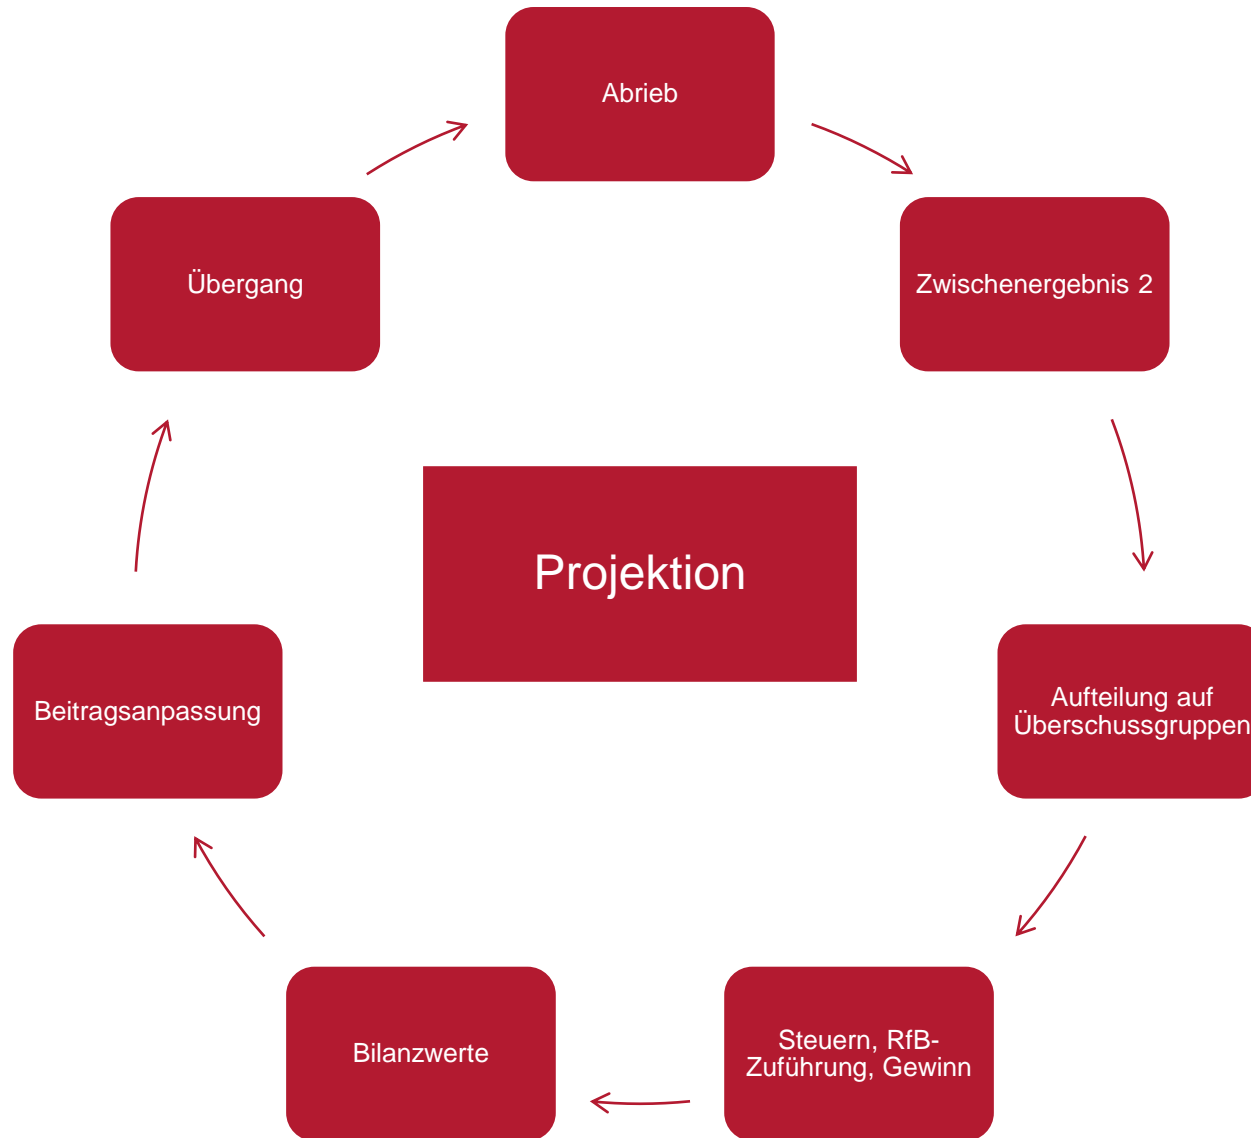 Abrieb
Zwischenergebnis 2
Aufteilung auf
Überschussgruppen
Steuern, RfB-
Zuführung, Gewinn
Bilanzwerte
Beitragsanpassung
Übergang
Projektion